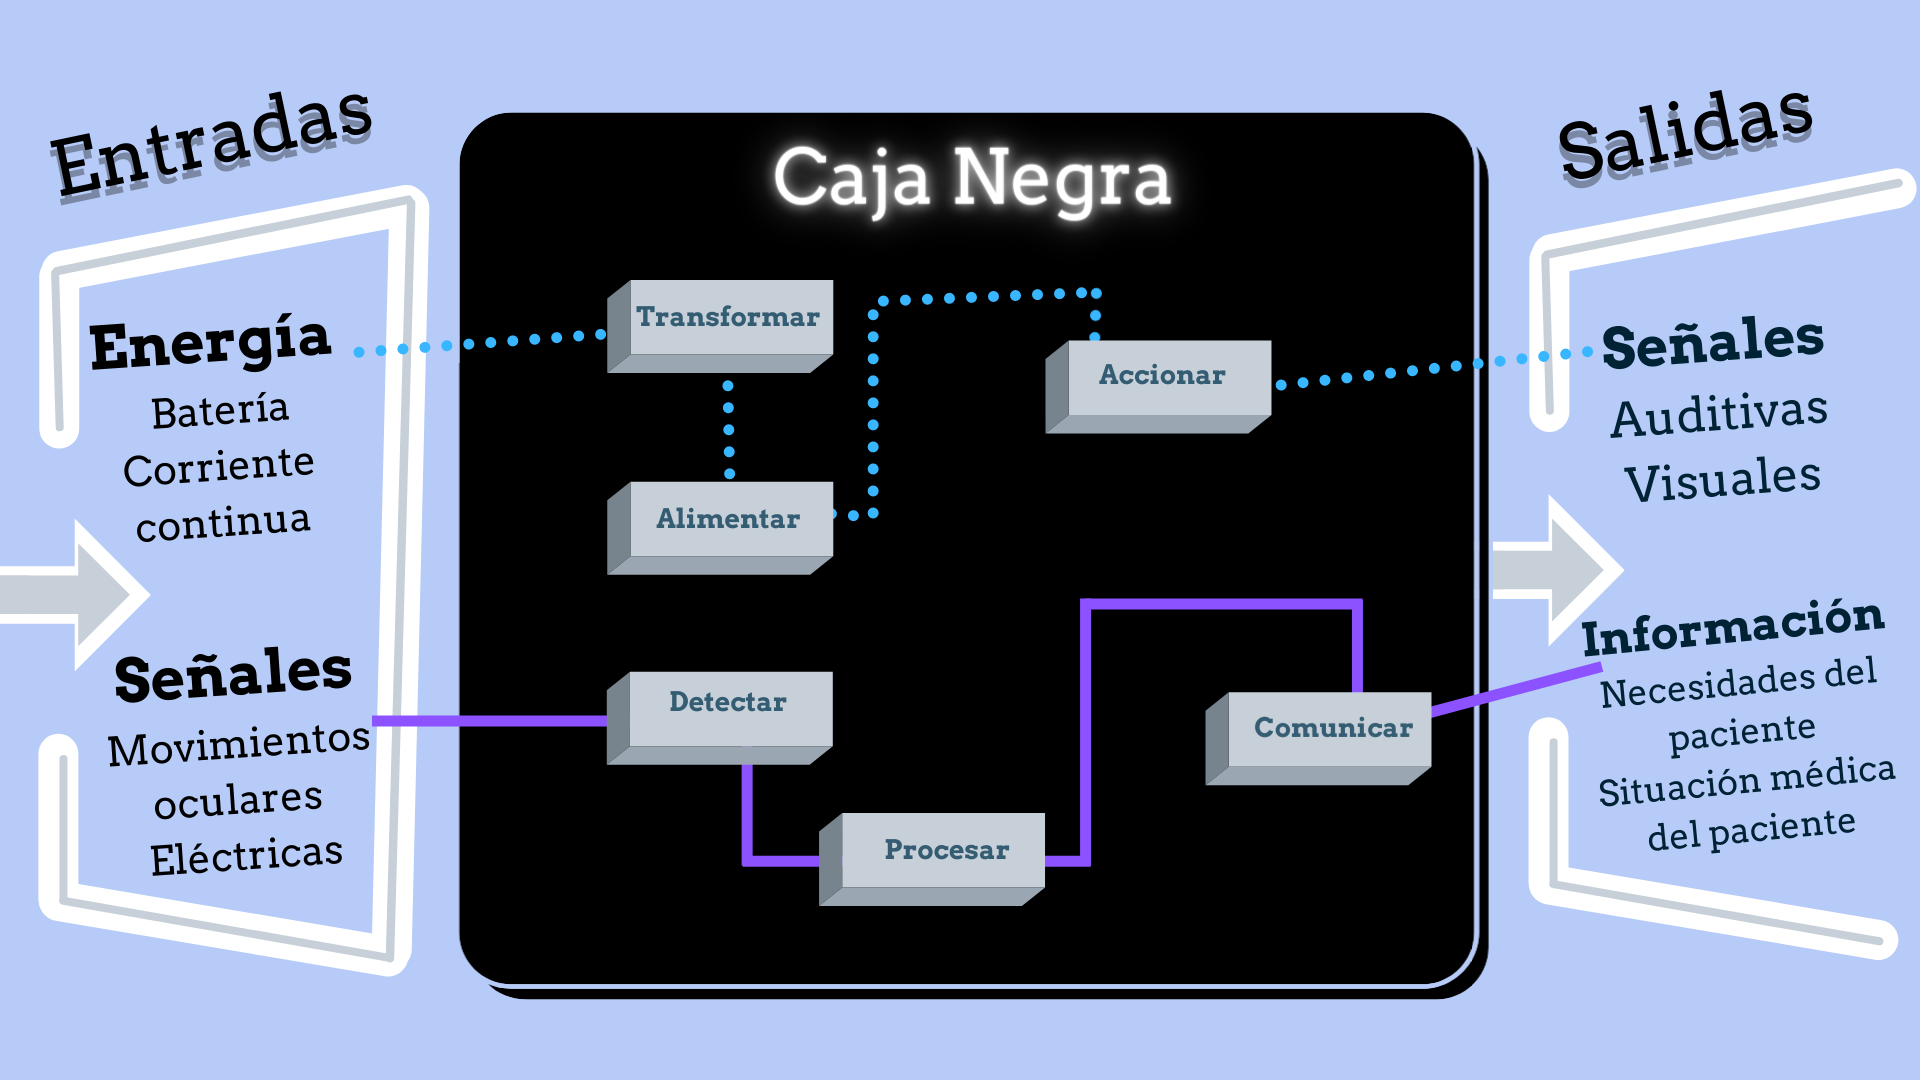 Entradas
Energía
Batería
Corriente
continua
Señales
Movimientos
oculares
Eléctricas
Caja Negra
Transformar
Accionar
Alimentar
Detectar
Comunicar
Procesar
Salidas
Señales
Auditivas
Visuales
Información
Necesidades del
paciente
Situación médica
del paciente